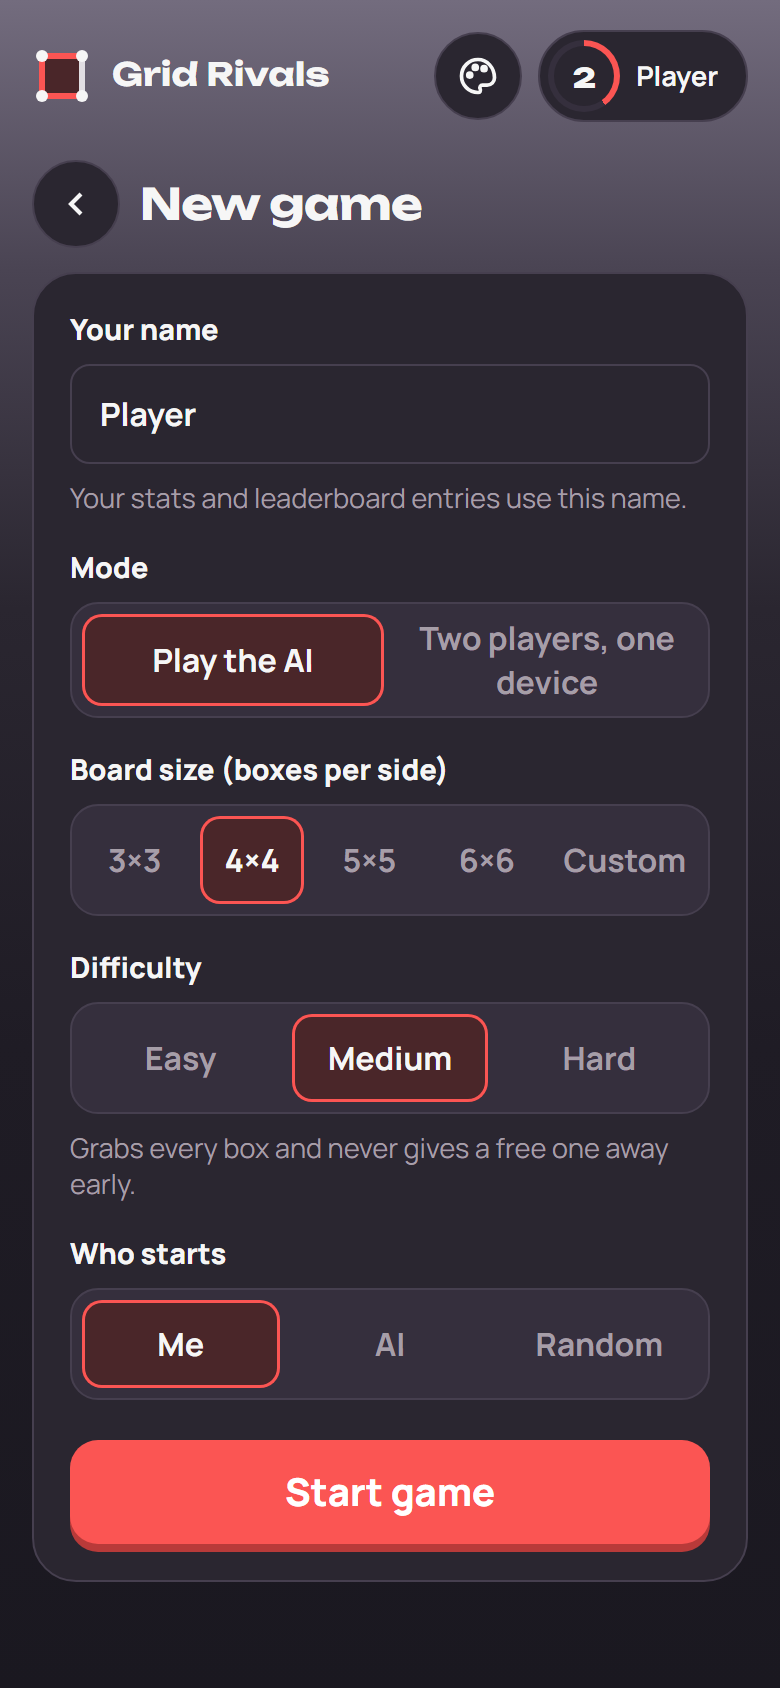 Grid Rivals
2 Player
New game
Your name
Player
Your stats and leaderboard entries use this name.
Mode
Play the AI
Two players, one
device
Board size (boxes per side)
3×3 4×4 5×5 6×6 Custom
Difficulty
Easy Medium Hard
Grabs every box and never gives a free one away
early.
Who starts
Me AI Random
Start game